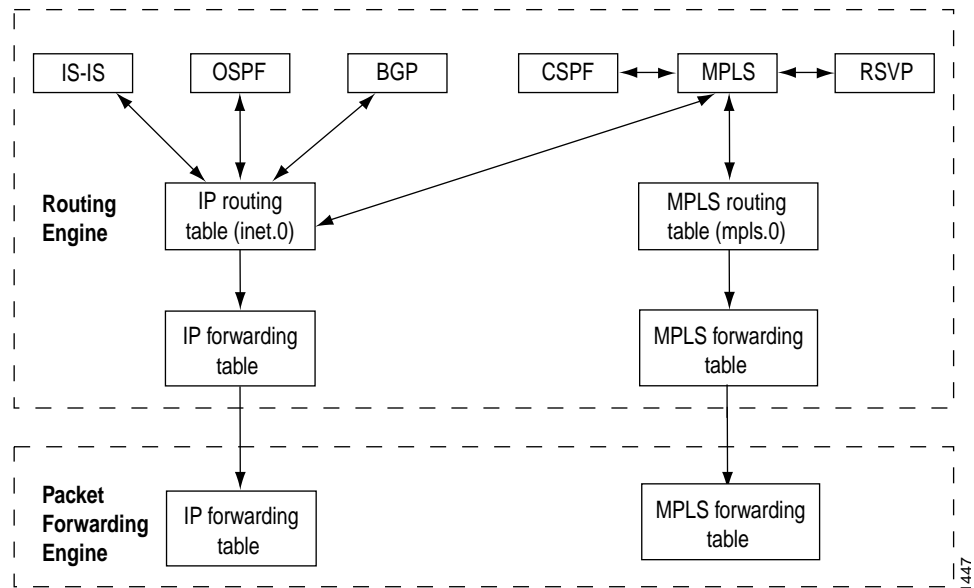 IS-IS
OSPF
BGP
CSPF
MPLS
RSVP
Routing
Engine
IP routing
table (inet.0)
MPLS routing
table (mpls.0)
IP forwarding
table
MPLS forwarding
table
Packet
Forwarding
Engine
IP forwarding
table
MPLS forwarding
table
1447